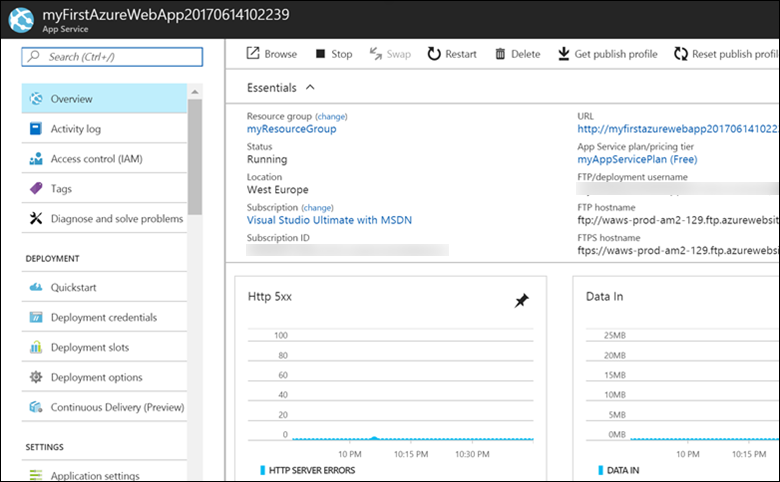 myFirstAzureWebApp20170614102239
App Service
Search (Ctrl+/)
Overview
Activity log
Access control (IAM)
Tags
Diagnose and solve problems
DEPLOYMENT
Quickstart
Deployment credentials
Deployment slots
Deployment options
Continuous Delivery (Preview)
SETTINGS
Application settings
Browse Stop Swap Restart Delete Get publish profile Reset publish profil
Essentials
Resource group (change)
myResourceGroup
Status
Running
Location
West Europe
Subscription (change)
Visual Studio Ultimate with MSDN
Subscription ID
URL
http://myfirstazurewebapp2017061410223
App Service plan/pricing tier
myAppServicePlan (Free)
FTP/deployment username
FTP hostname
ftp://waws-prod-am2-129.ftp.azurewebsit
FTPS hostname
ftps://waws-prod-am2-129.ftp.azurewebsi
Http 5xx
100
80
60
40
20
0
10 PM 10:15 PM 10:30 PM
HTTP SERVER ERRORS
Data In
25MB
20MB
15MB
10MB
5MB
0MB
10 PM 10:15 PM
DATA IN